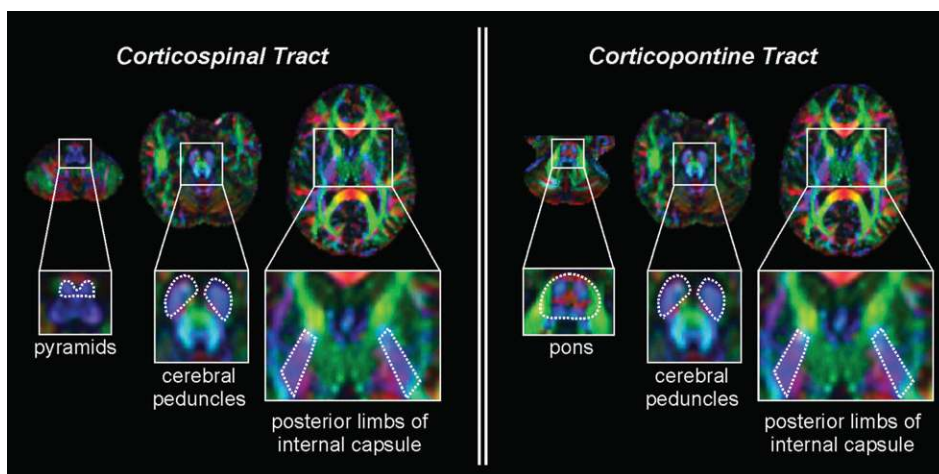 Corticospinal Tract
pyramids
cerebral
peduncles
posterior limbs of
internal capsule
Corticopontine Tract
pons
cerebral
peduncles
posterior limbs of
internal capsule